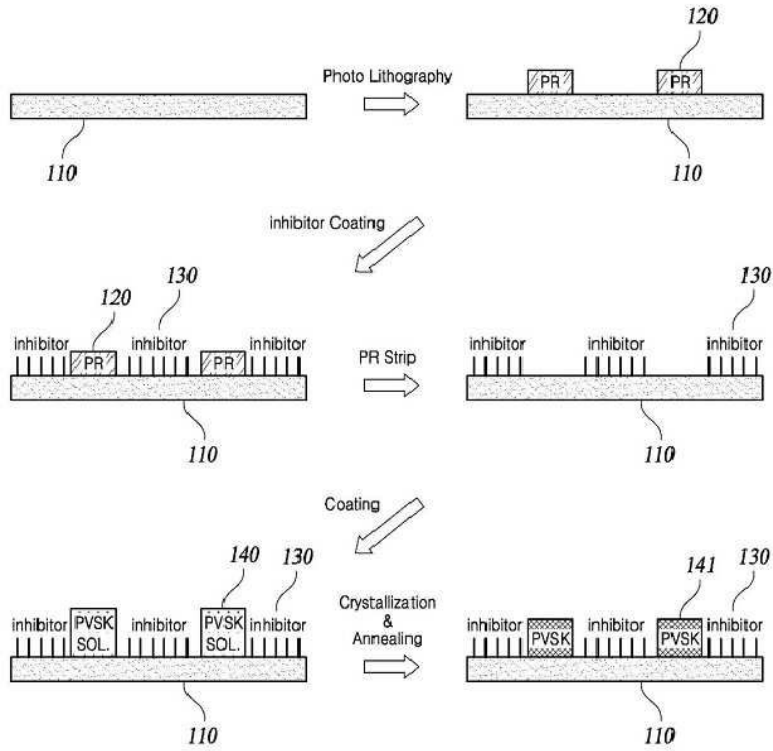 120
Photo Lithography
PR PR
110
110
inhibitor Coating
130
130
120
inhibitor inhibitor inhibitor
PR PR
PR Strip
inhibitor inhibitor inhibitor
110
110
Coating
140
130
141
130
inhibitor inhibitor inhibitor
PVSK
SOL.
PVSK
SOL.
Crystallization
&
Annealing
inhibitor inhibitor inhibitor
PVSK PVSK
110
110